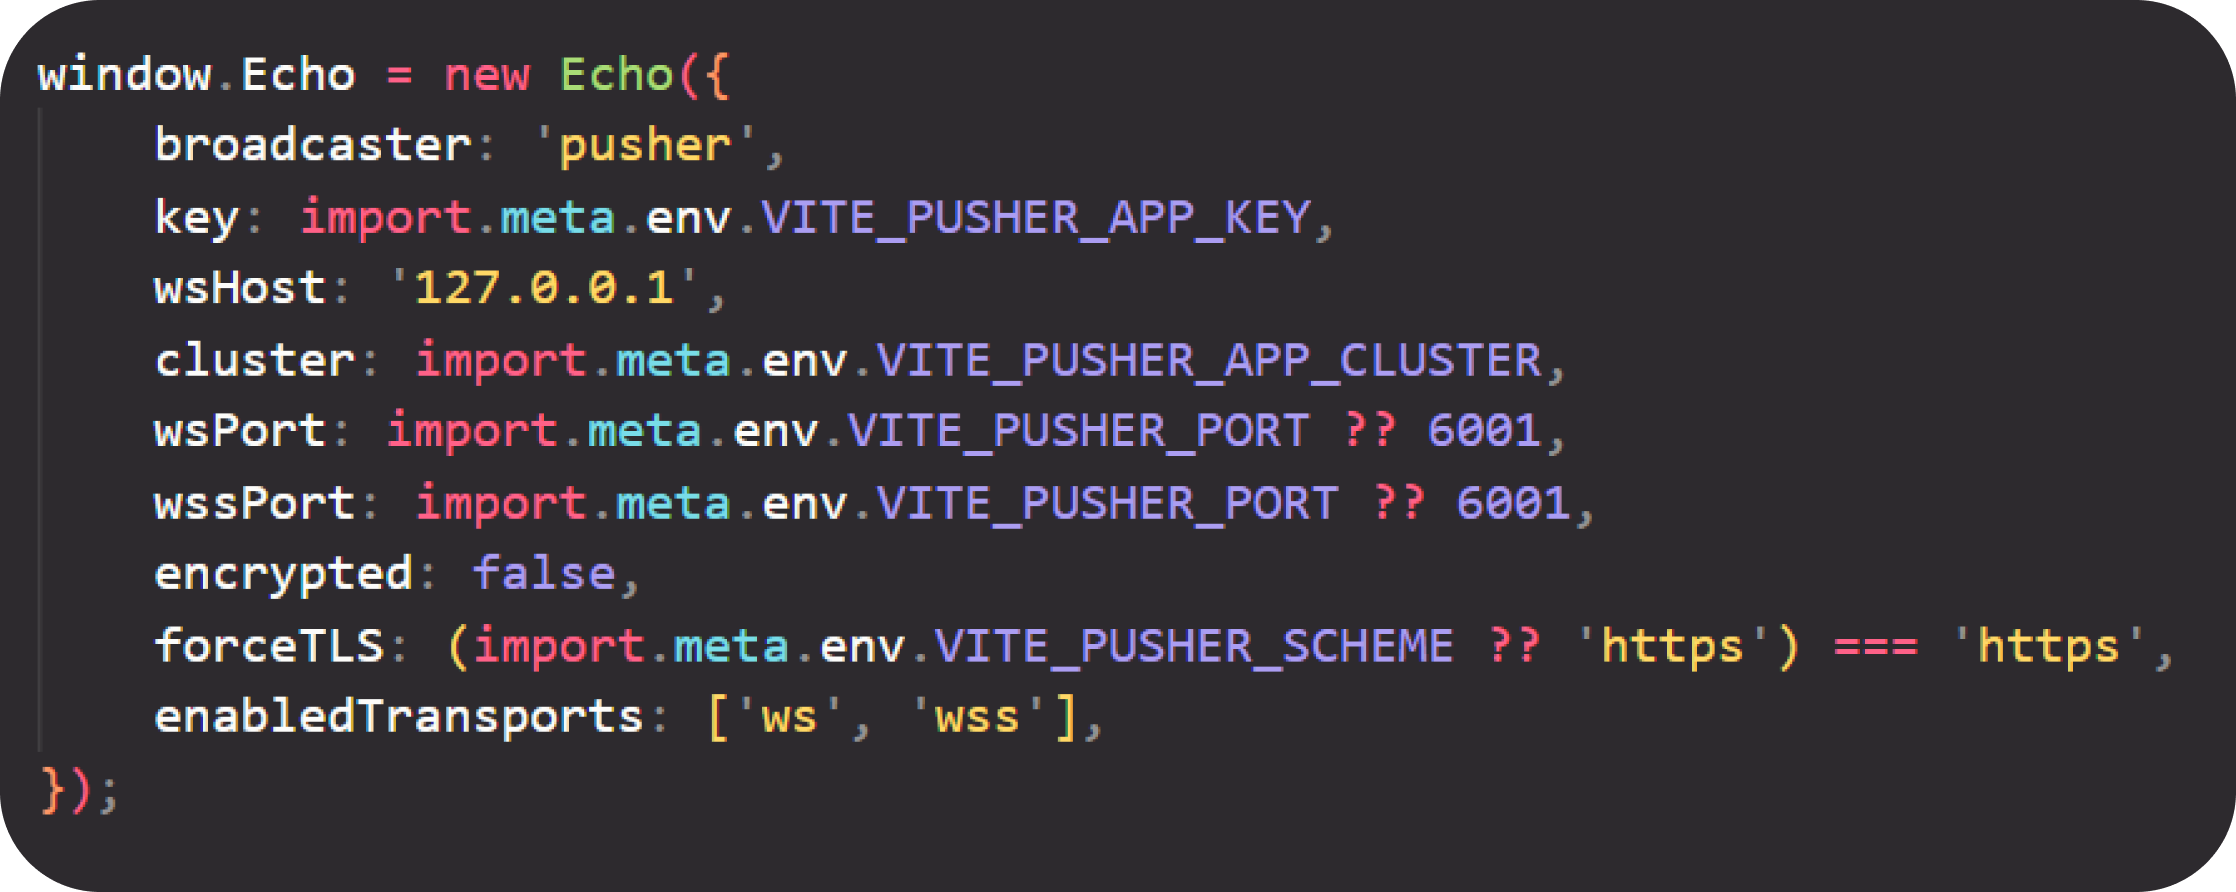 window.Echo = new Echo({
    broadcaster: 'pusher',
    key: import.meta.env.VITE_PUSHER_APP_KEY,
    wsHost: '127.0.0.1',
    cluster: import.meta.env.VITE_PUSHER_APP_CLUSTER,
    wsPort: import.meta.env.VITE_PUSHER_PORT ?? 6001,
    wssPort: import.meta.env.VITE_PUSHER_PORT ?? 6001,
    encrypted: false,
    forceTLS: (import.meta.env.VITE_PUSHER_SCHEME ?? 'https') === 'https',
    enabledTransports: ['ws', 'wss'],
});